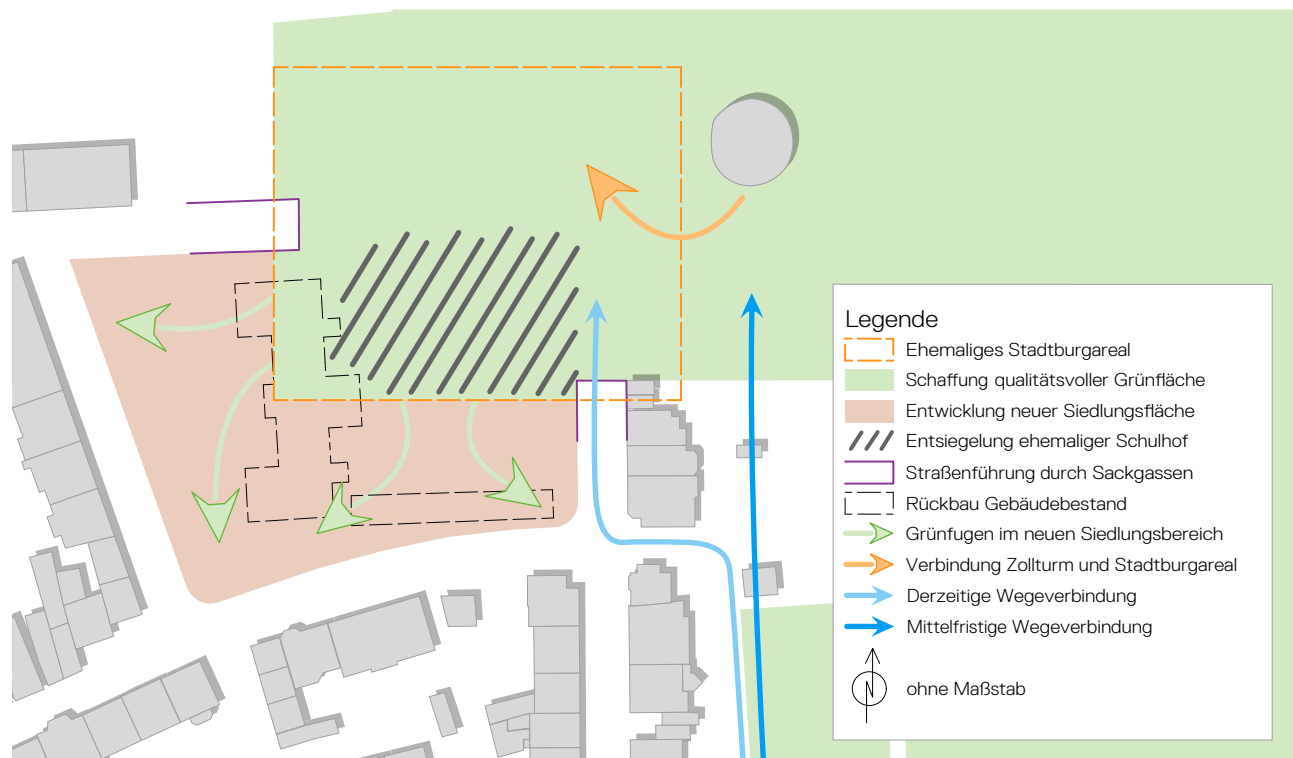 Legende
Ehemaliges Stadtburgareal
Schaffung qualitätsvoller Grünfläche
Entwicklung neuer Siedlungsfläche
Entsiegelung ehemaliger Schulhof
Straßenführung durch Sackgassen
Rückbau Gebäudebestand
Grünfugen im neuen Siedlungsbereich
Verbindung Zollturm und Stadtburgareal
Derzeitige Wegeverbindung
Mittelfristige Wegeverbindung
N ohne Maßstab